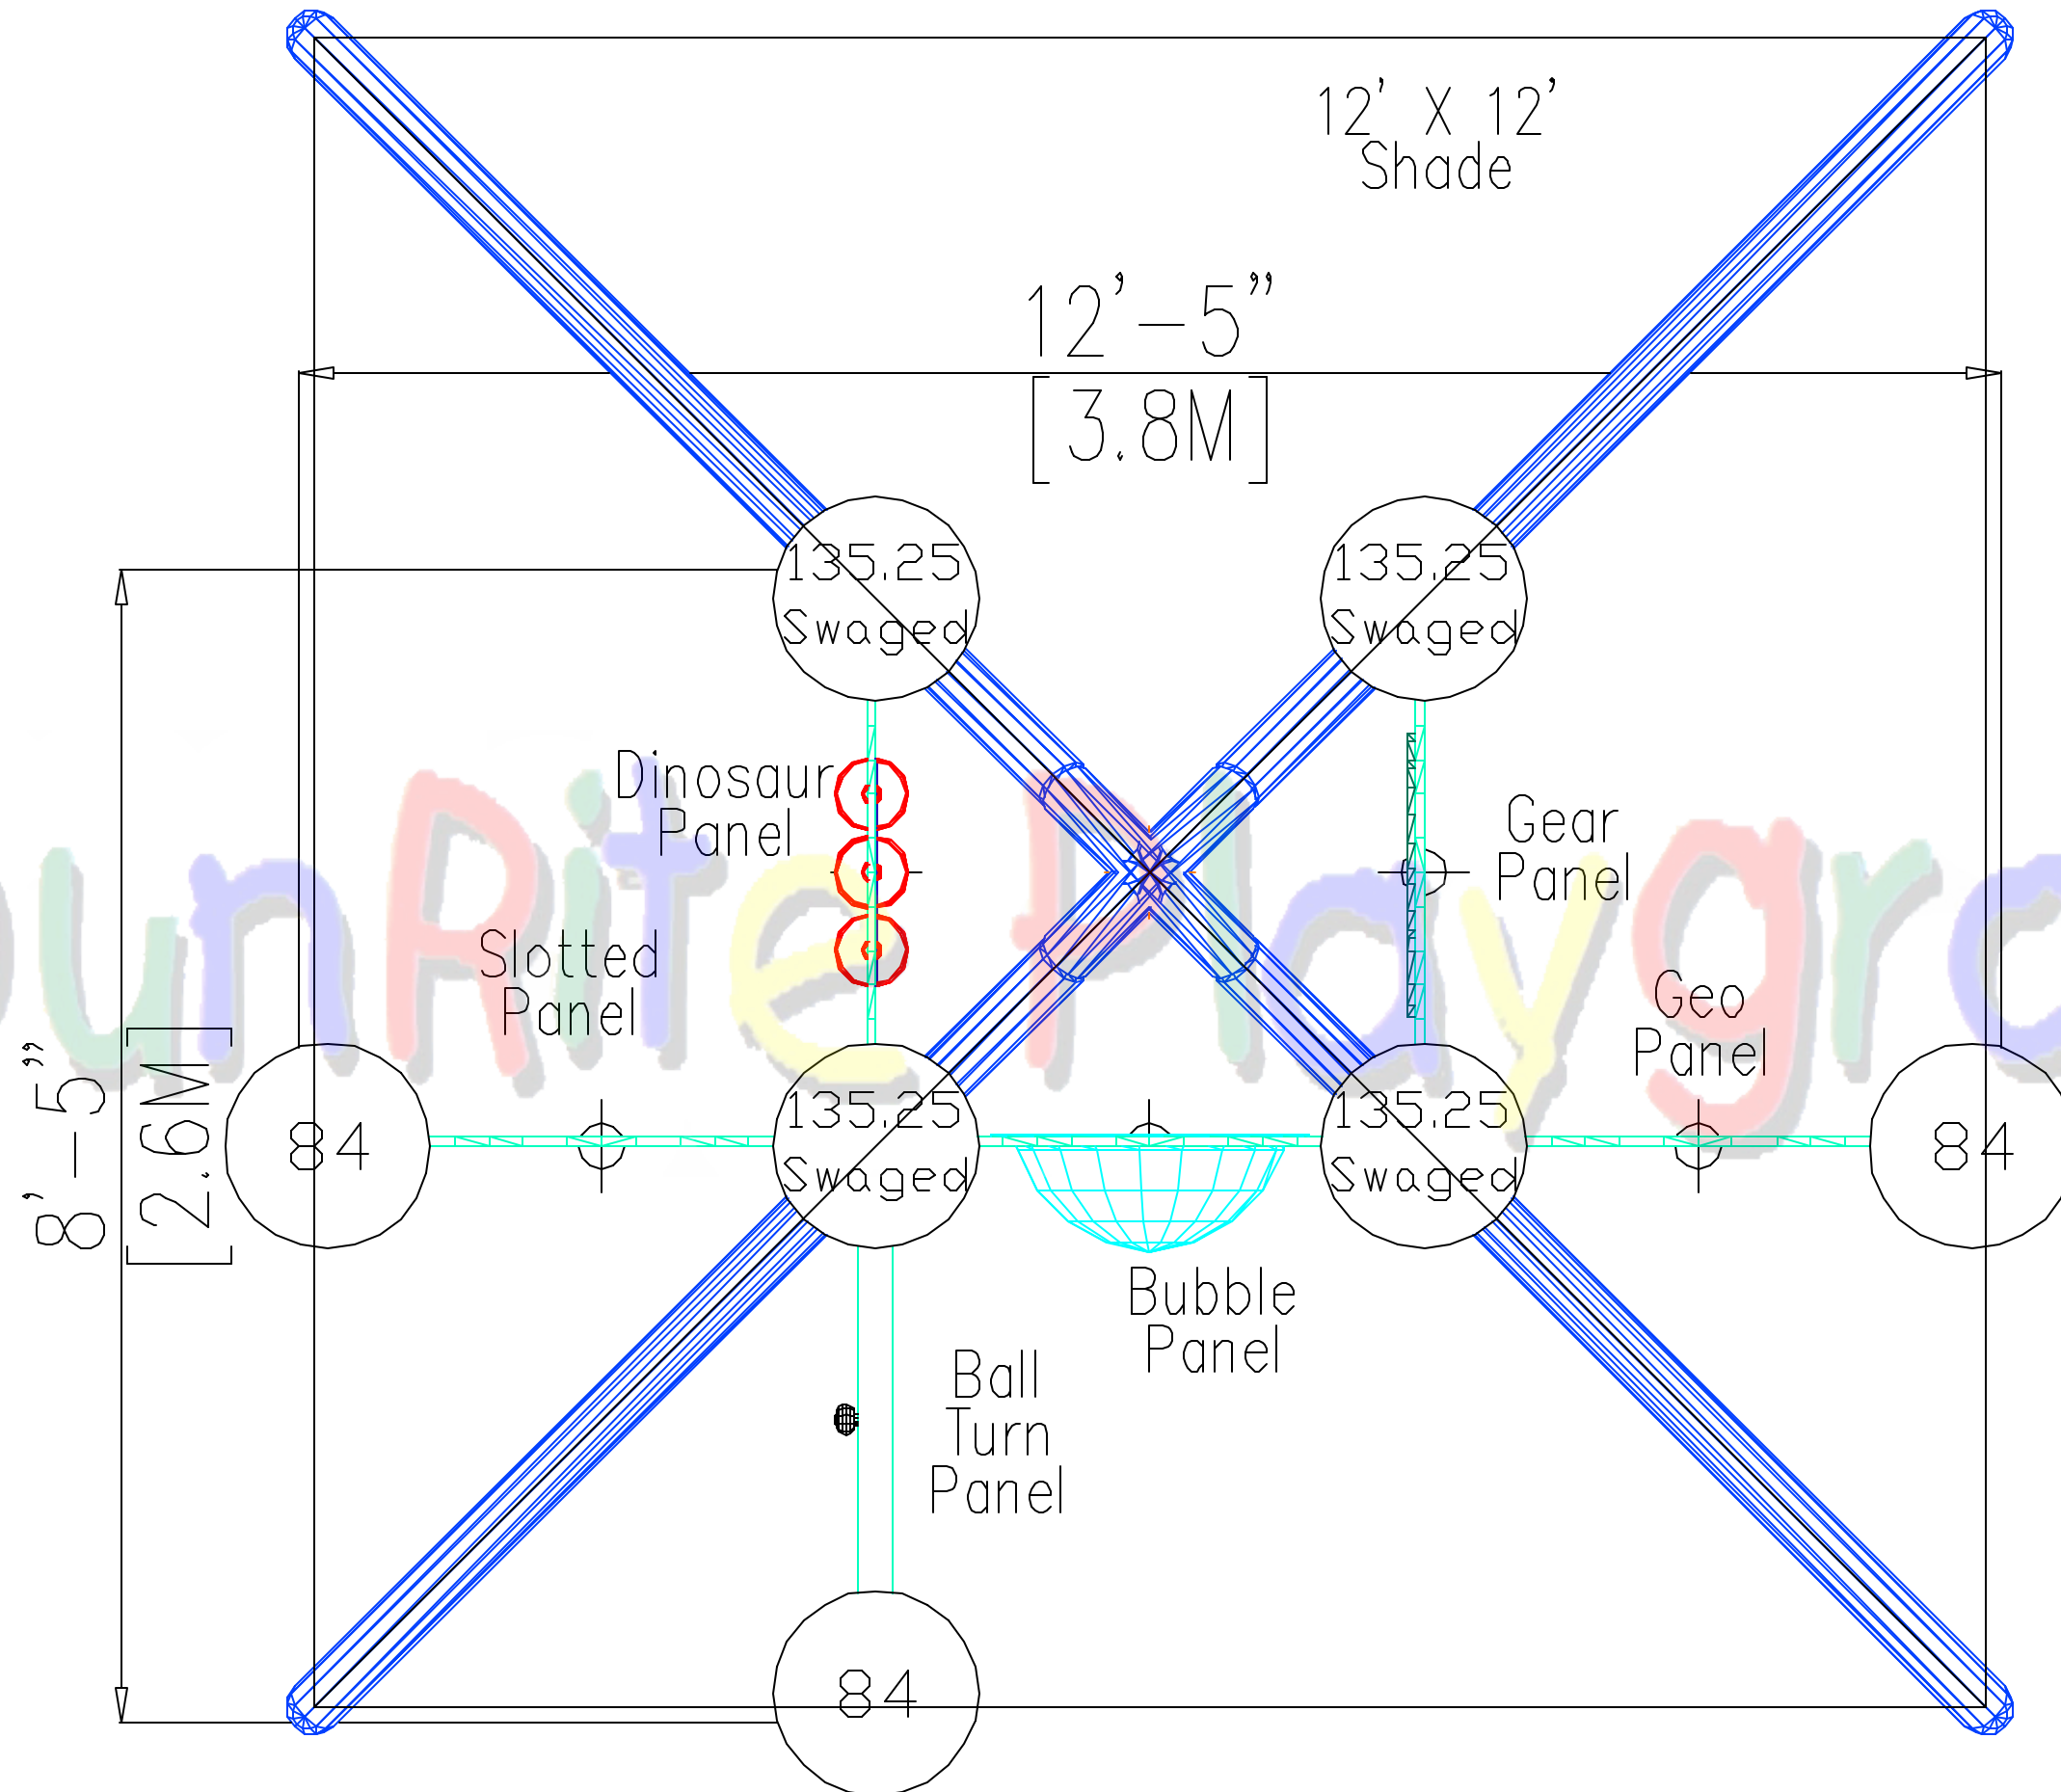 12' X 12'
Shade
12'-5"
[3.8M]
135.25
Swaged
135.25
Swaged
Dinosaur
Panel
Gear
Panel
Slotted
Panel
Geo
Panel
unRite Playgro
8'-5"
[2.6M]
84
135.25
Swaged
135.25
Swaged
84
Bubble
Panel
Ball
Turn
Panel
84